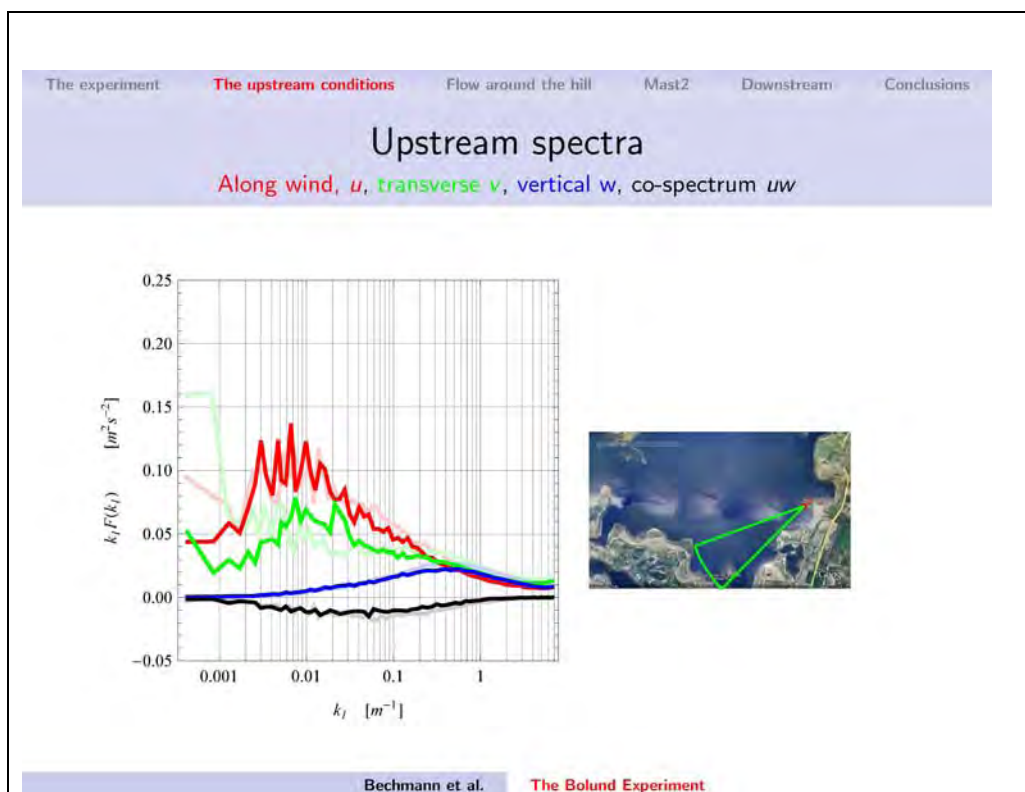 The experiment The upstream conditions Flow around the hill Mast2 Downstream Conclusions
Upstream spectra
Along wind, u, transverse v, vertical w, co-spectrum uw
0.25
0.20
0.15
0.10
0.05
0.00
−0.05
k₁F(k₁) [m²s⁻²]
0.001 0.01 0.1 1
k₁ [m⁻¹]
Bechmann et al. The Bolund Experiment